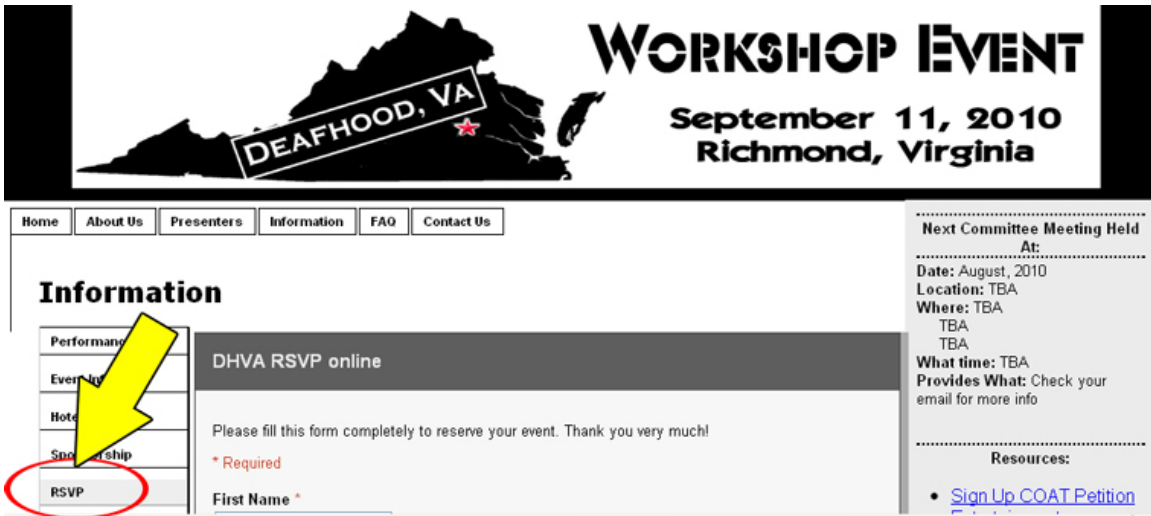 WORKSHOP EVENT
September 11, 2010
Richmond, Virginia
DEAFHOOD, VA
Home About Us Presenters Information FAQ Contact Us
Information
RSVP
DHVA RSVP online
Please fill this form completely to reserve your event. Thank you very much!
* Required
First Name *
Next Committee Meeting Held
At:
Date: August, 2010
Location: TBA
Where: TBA
TBA
TBA
What time: TBA
Provides What: Check your
email for more info
Resources:
Sign Up COAT Petition